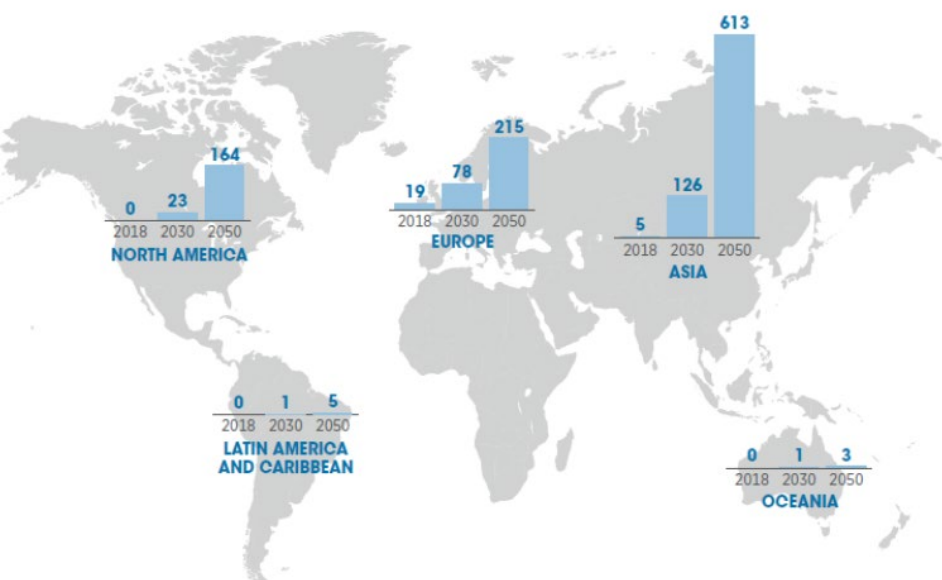 613
215
164
126
78
23
19
5
0
2018 2030 2050
NORTH AMERICA
2018 2030 2050
EUROPE
2018 2030 2050
ASIA
0 1 5
2018 2030 2050
LATIN AMERICA
AND CARIBBEAN
0 1 3
2018 2030 2050
OCEANIA